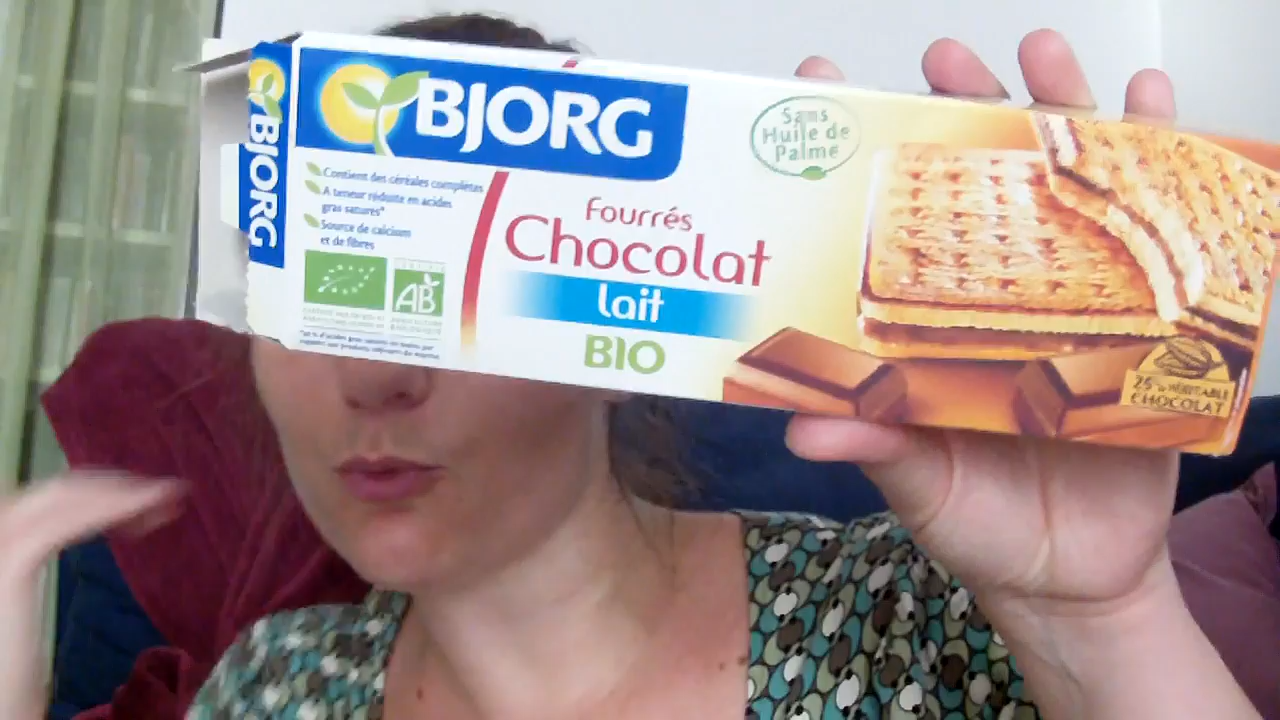 BJORG
BJORG
Contient des céréales complètes
A teneur réduite en acides
gras saturés*
Source de calcium
et de fibres
AB
Fourrés
Chocolat
lait
BIO
Sans
Huile de
Palme
25% VÉRITABLE
CHOCOLAT